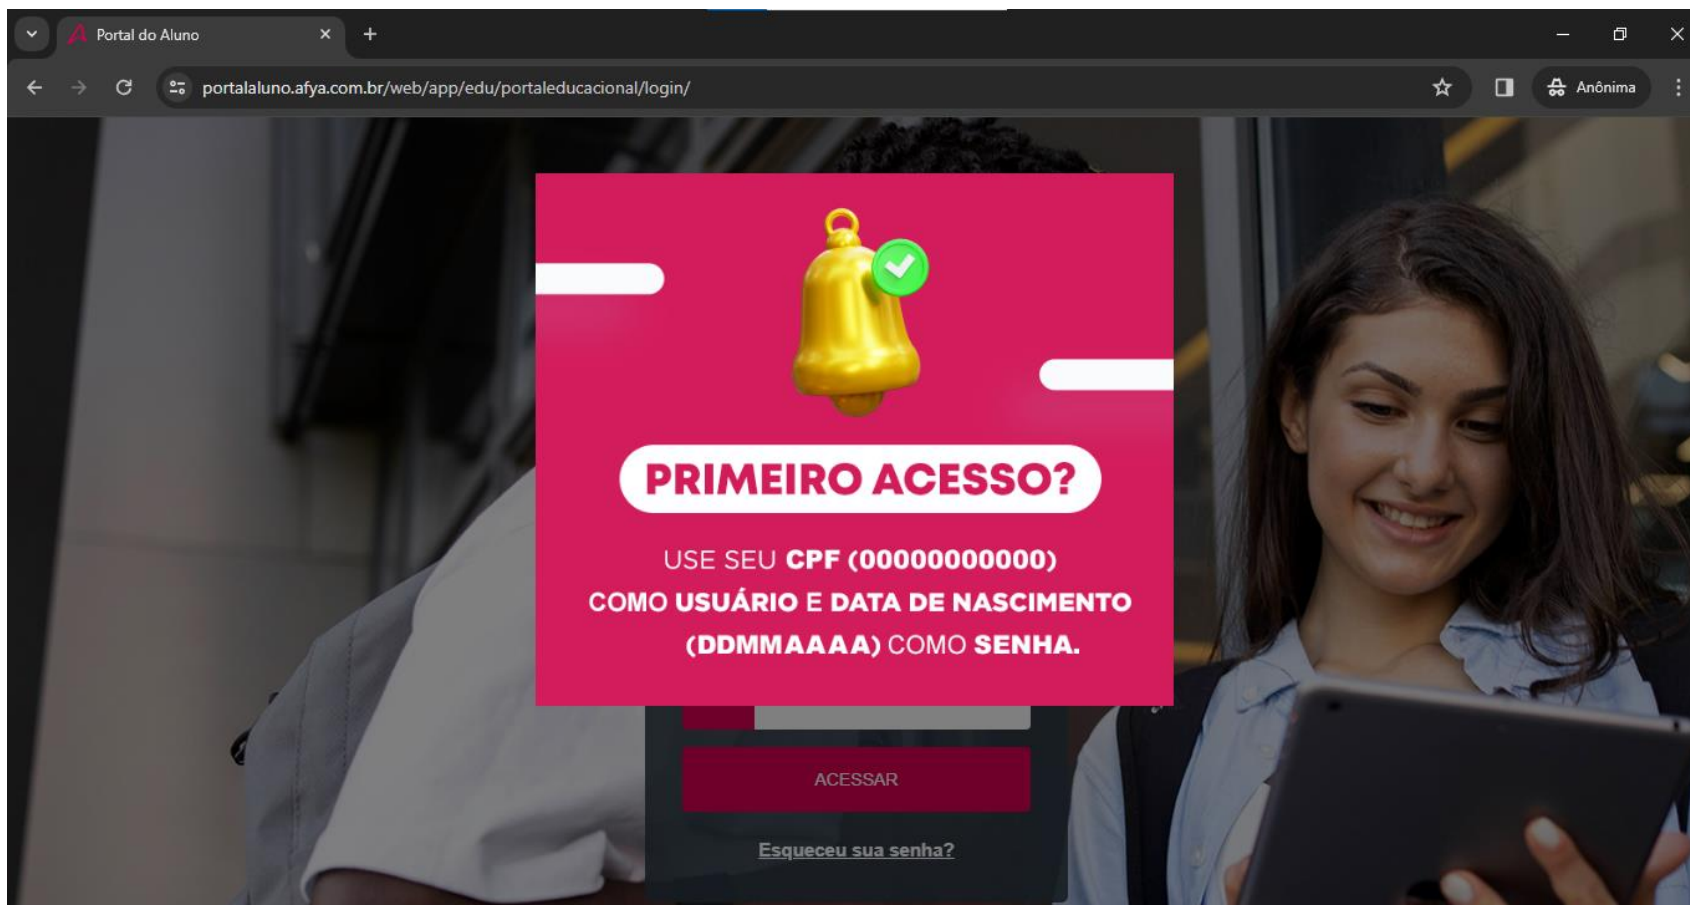 Portal do Aluno
portalaluno.afya.com.br/web/app/edu/portaleducacional/login/
Anônima
PRIMEIRO ACESSO?
USE SEU CPF (00000000000)
COMO USUÁRIO E DATA DE NASCIMENTO
(DDMMAAAA) COMO SENHA.
ACESSAR
Esqueceu sua senha?